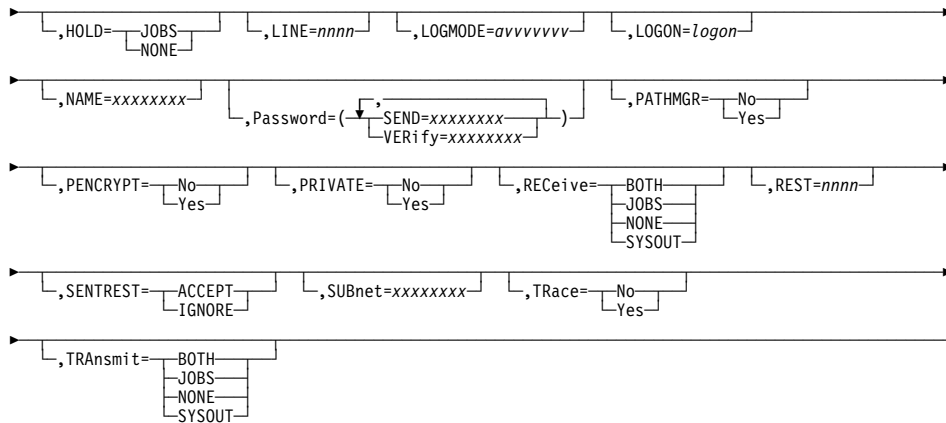 ,HOLD= JOBS ,LINE=nnnn ,LOGMODE=avvvvvvv ,LOGON=logon
NONE
,NAME=xxxxxxxx ,PATHMGR= No
Yes
,
,Password=( SEND=xxxxxxxx )
VERify=xxxxxxxx
,PENCRYPT= No ,PRIVATE= No ,RECeive= BOTH ,REST=nnnn
Yes Yes JOBS
NONE
SYSOUT
,SENTREST= ACCEPT ,SUBnet=xxxxxxxx ,TRace= No
IGNORE Yes
,TRAnsmit= BOTH
JOBS
NONE
SYSOUT